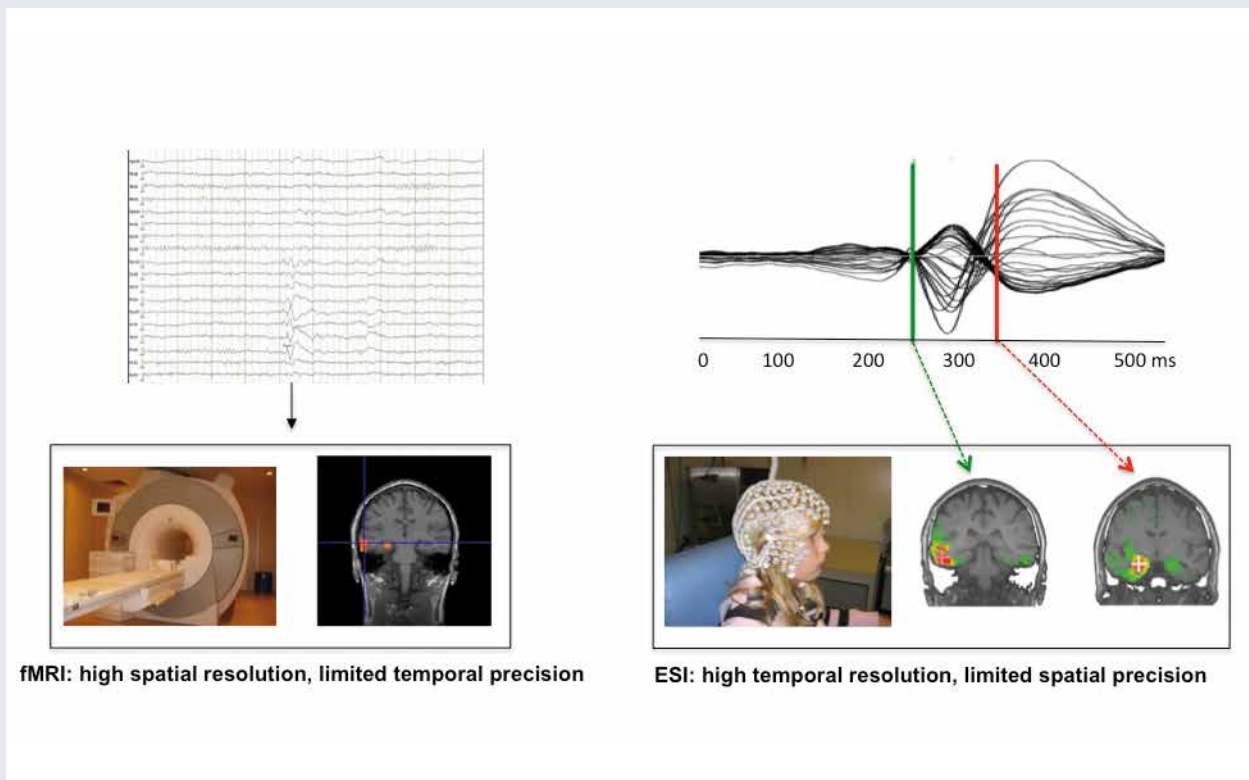 0 100 200 300 400 500 ms
fMRI: high spatial resolution, limited temporal precision
ESI: high temporal resolution, limited spatial precision